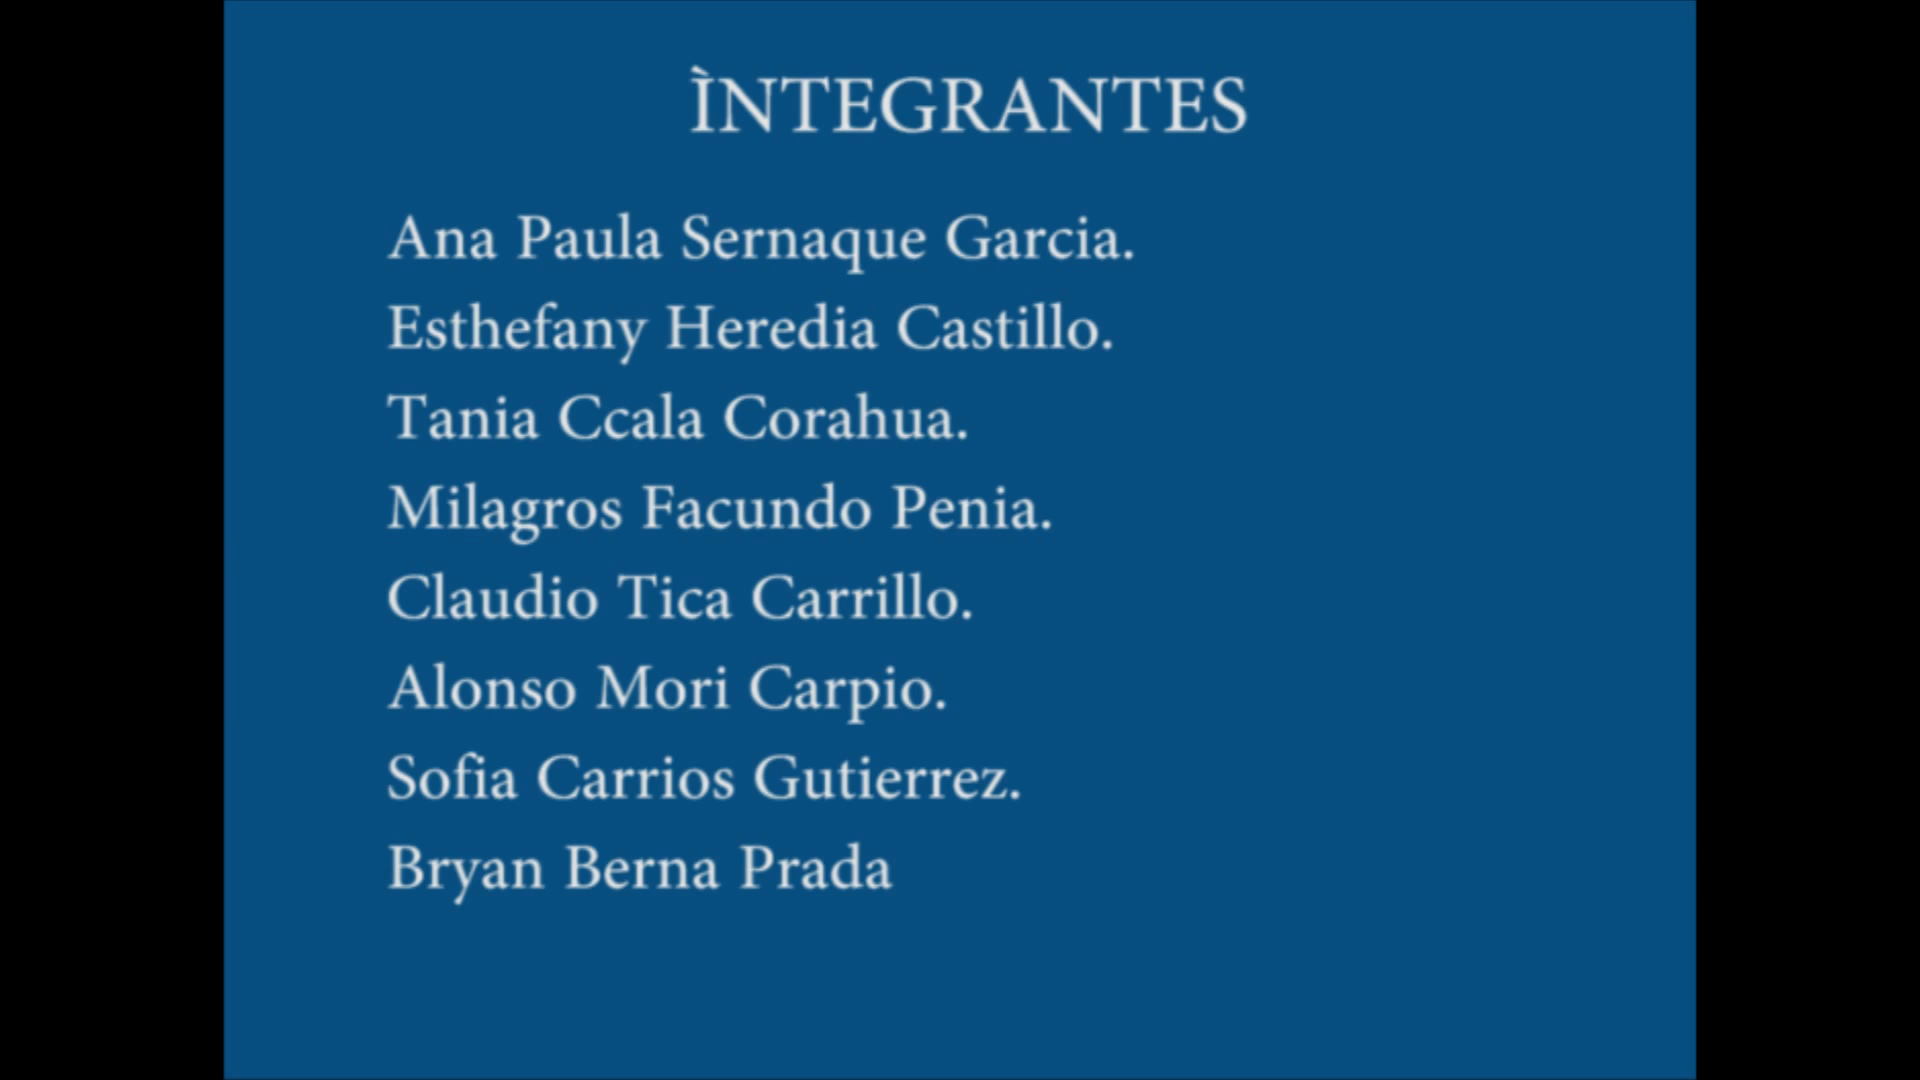 ÌNTEGRANTES
Ana Paula Sernaque Garcia.
Esthefany Heredia Castillo.
Tania Ccala Corahua.
Milagros Facundo Penia.
Claudio Tica Carrillo.
Alonso Mori Carpio.
Sofia Carrios Gutierrez.
Bryan Berna Prada